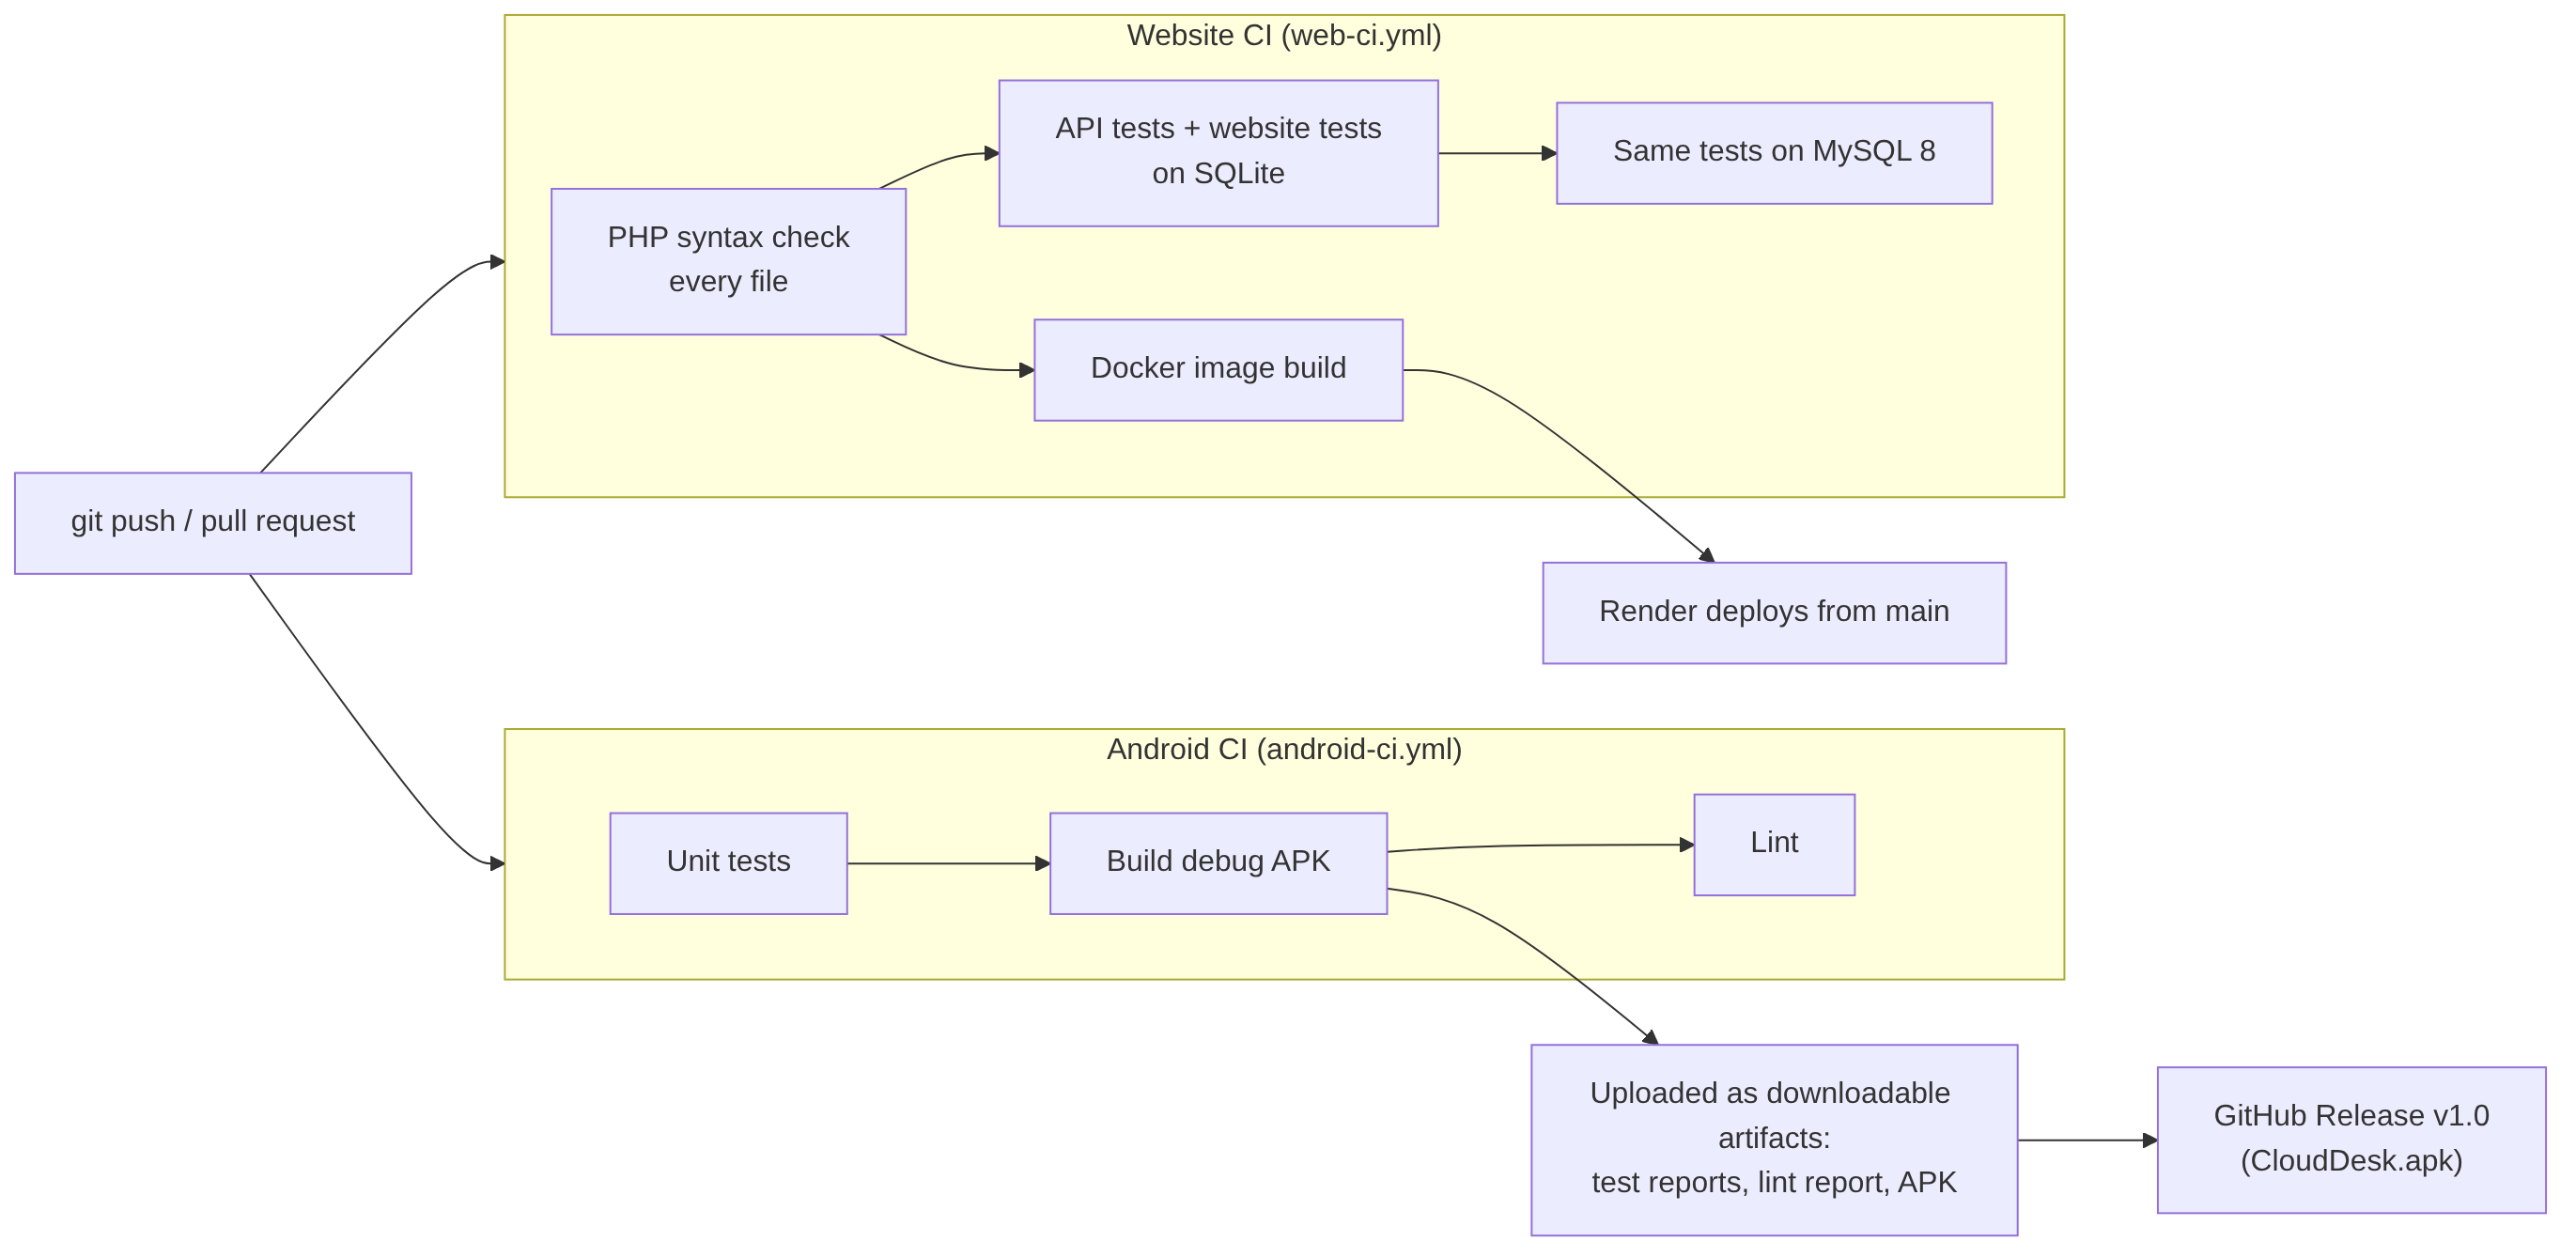 Website CI (web-ci.yml)
API tests + website tests
on SQLite
Same tests on MySQL 8
PHP syntax check
every file
Docker image build
git push / pull request
Render deploys from main
Android CI (android-ci.yml)
Unit tests
Build debug APK
Lint
Uploaded as downloadable
artifacts:
test reports, lint report, APK
GitHub Release v1.0
(CloudDesk.apk)